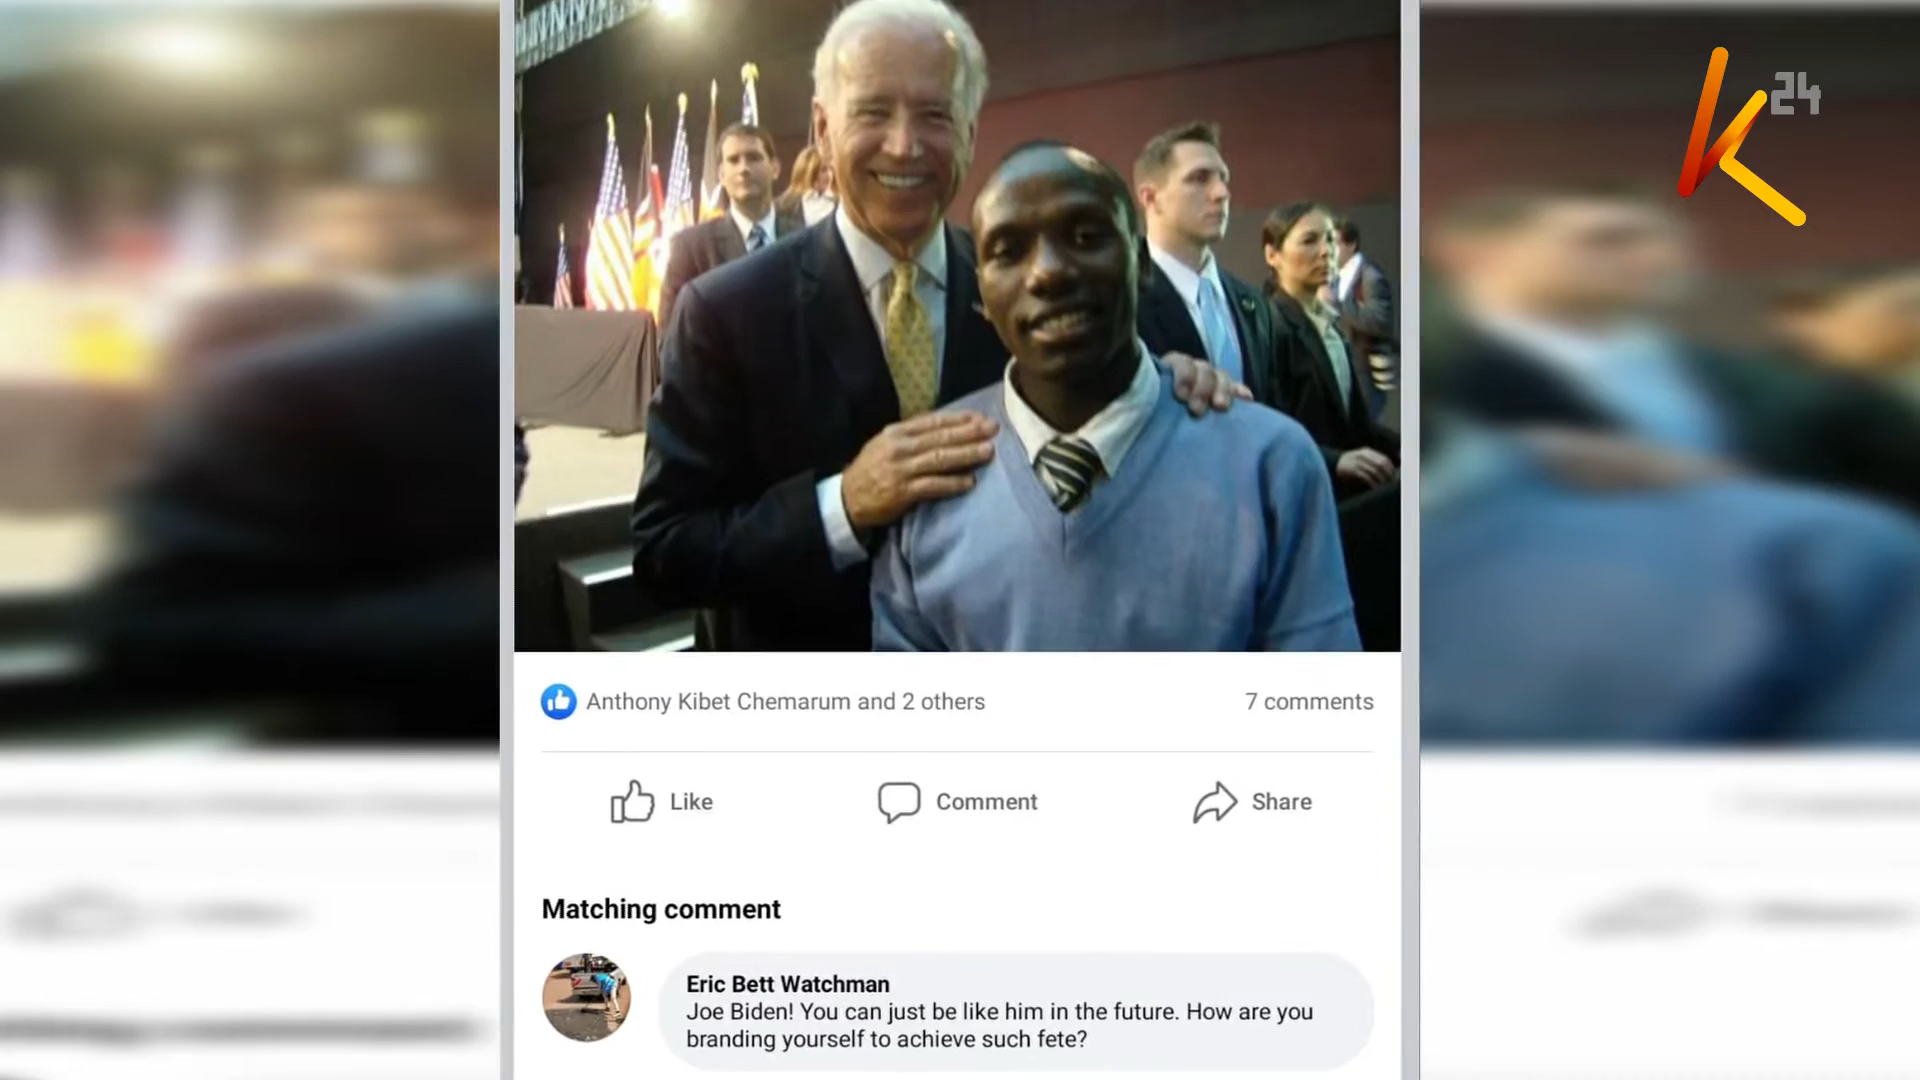 K24
Anthony Kibet Chemarum and 2 others
7 comments
Like
Comment
Share
Matching comment
Eric Bett Watchman
Joe Biden! You can just be like him in the future. How are you
branding yourself to achieve such fete?